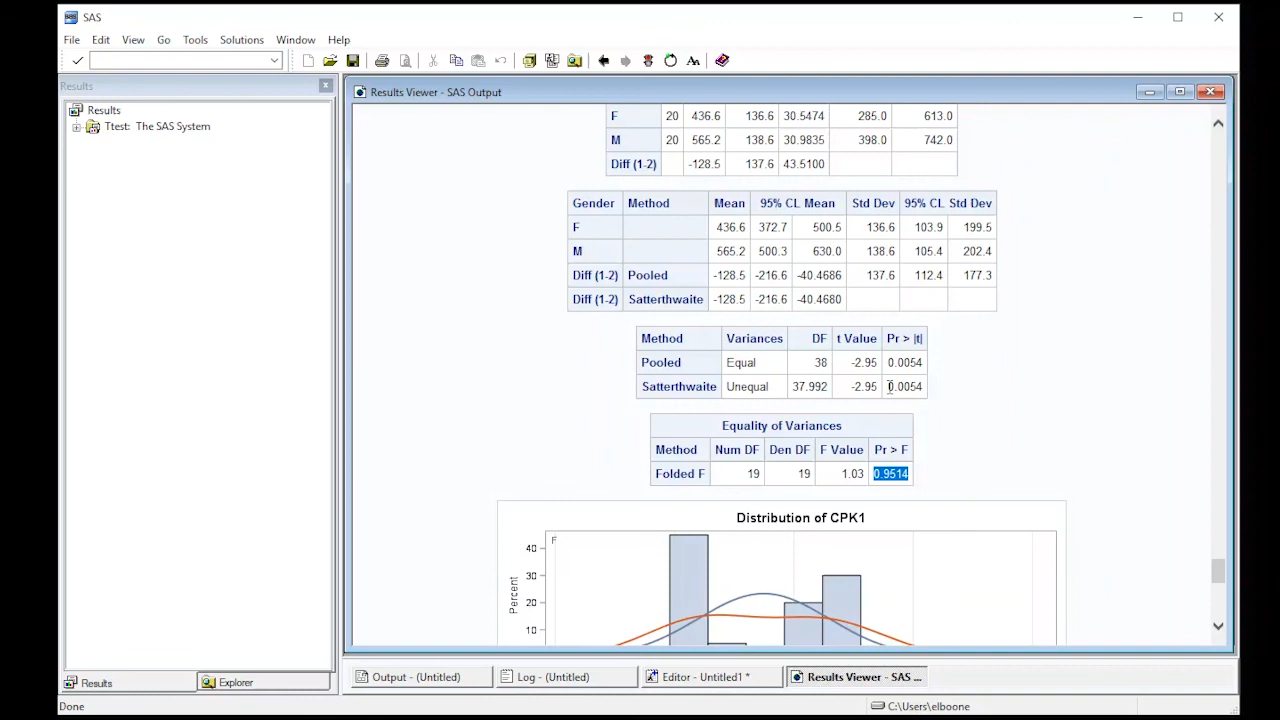 SAS
File Edit View Go Tools Solutions Window Help
Results
Results Viewer - SAS Output
Results
Ttest: The SAS System
F 20 436.6 136.6 30.5474 285.0 613.0
M 20 565.2 138.6 30.9835 398.0 742.0
Diff (1-2) -128.5 137.6 43.5100
Gender Method Mean 95% CL Mean Std Dev 95% CL Std Dev
F 436.6 372.7 500.5 136.6 103.9 199.5
M 565.2 500.3 630.0 138.6 105.4 202.4
Diff (1-2) Pooled -128.5 -216.6 -40.4686 137.6 112.4 177.3
Diff (1-2) Satterthwaite -128.5 -216.6 -40.4680
Method Variances DF t Value Pr > |t|
Pooled Equal 38 -2.95 0.0054
Satterthwaite Unequal 37.992 -2.95 0.0054
Equality of Variances
Method Num DF Den DF F Value Pr > F
Folded F 19 19 1.03 0.9514
Distribution of CPK1
F
40
30
20
10
Percent
Results Explorer
Output - (Untitled) Log - (Untitled) Editor - Untitled1 * Results Viewer - SAS ...
Done C:\Users\elboone